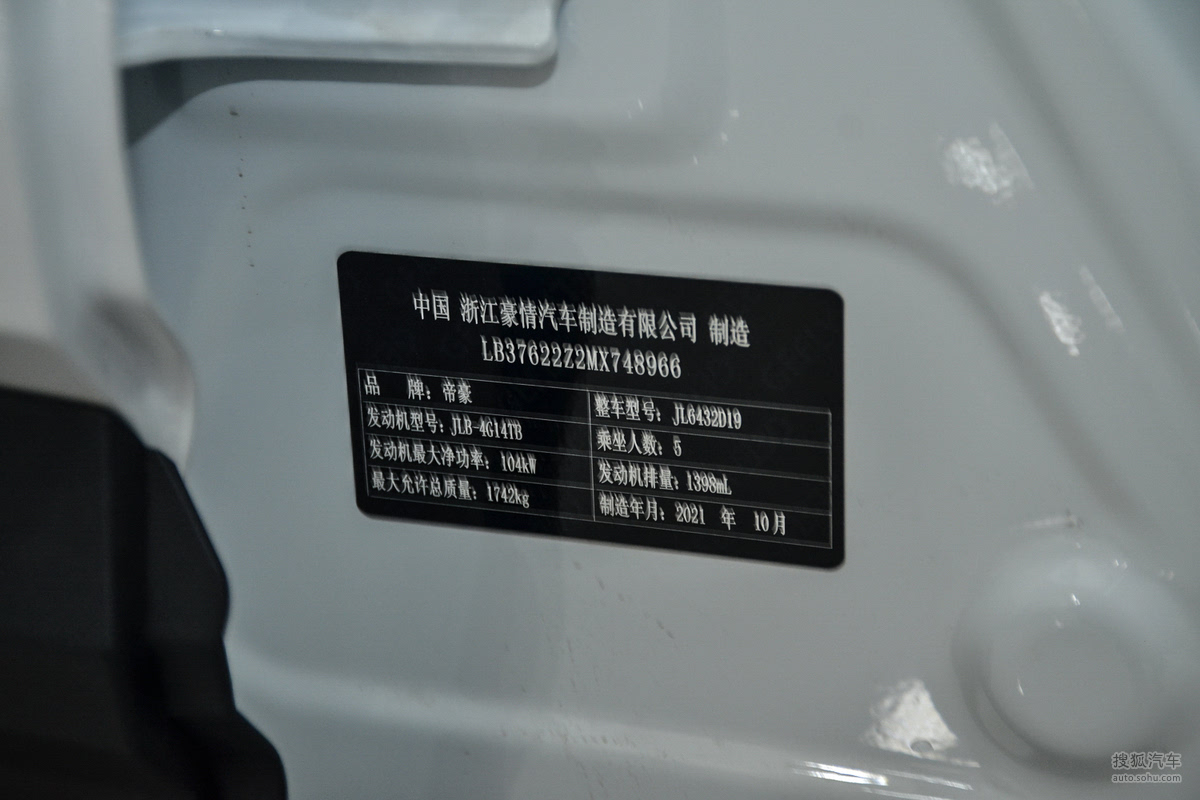 中国 浙江豪情汽车制造有限公司 制造
LB37622Z2MX748966
品 牌：帝豪 整车型号：JL6432D19
发动机型号：JLB-4G14TB 乘坐人数：5
发动机最大净功率：104kW 发动机排量：1398mL
最大允许总质量：1742kg 制造年月：2021 年 10月
搜狐汽车
auto.sohu.com